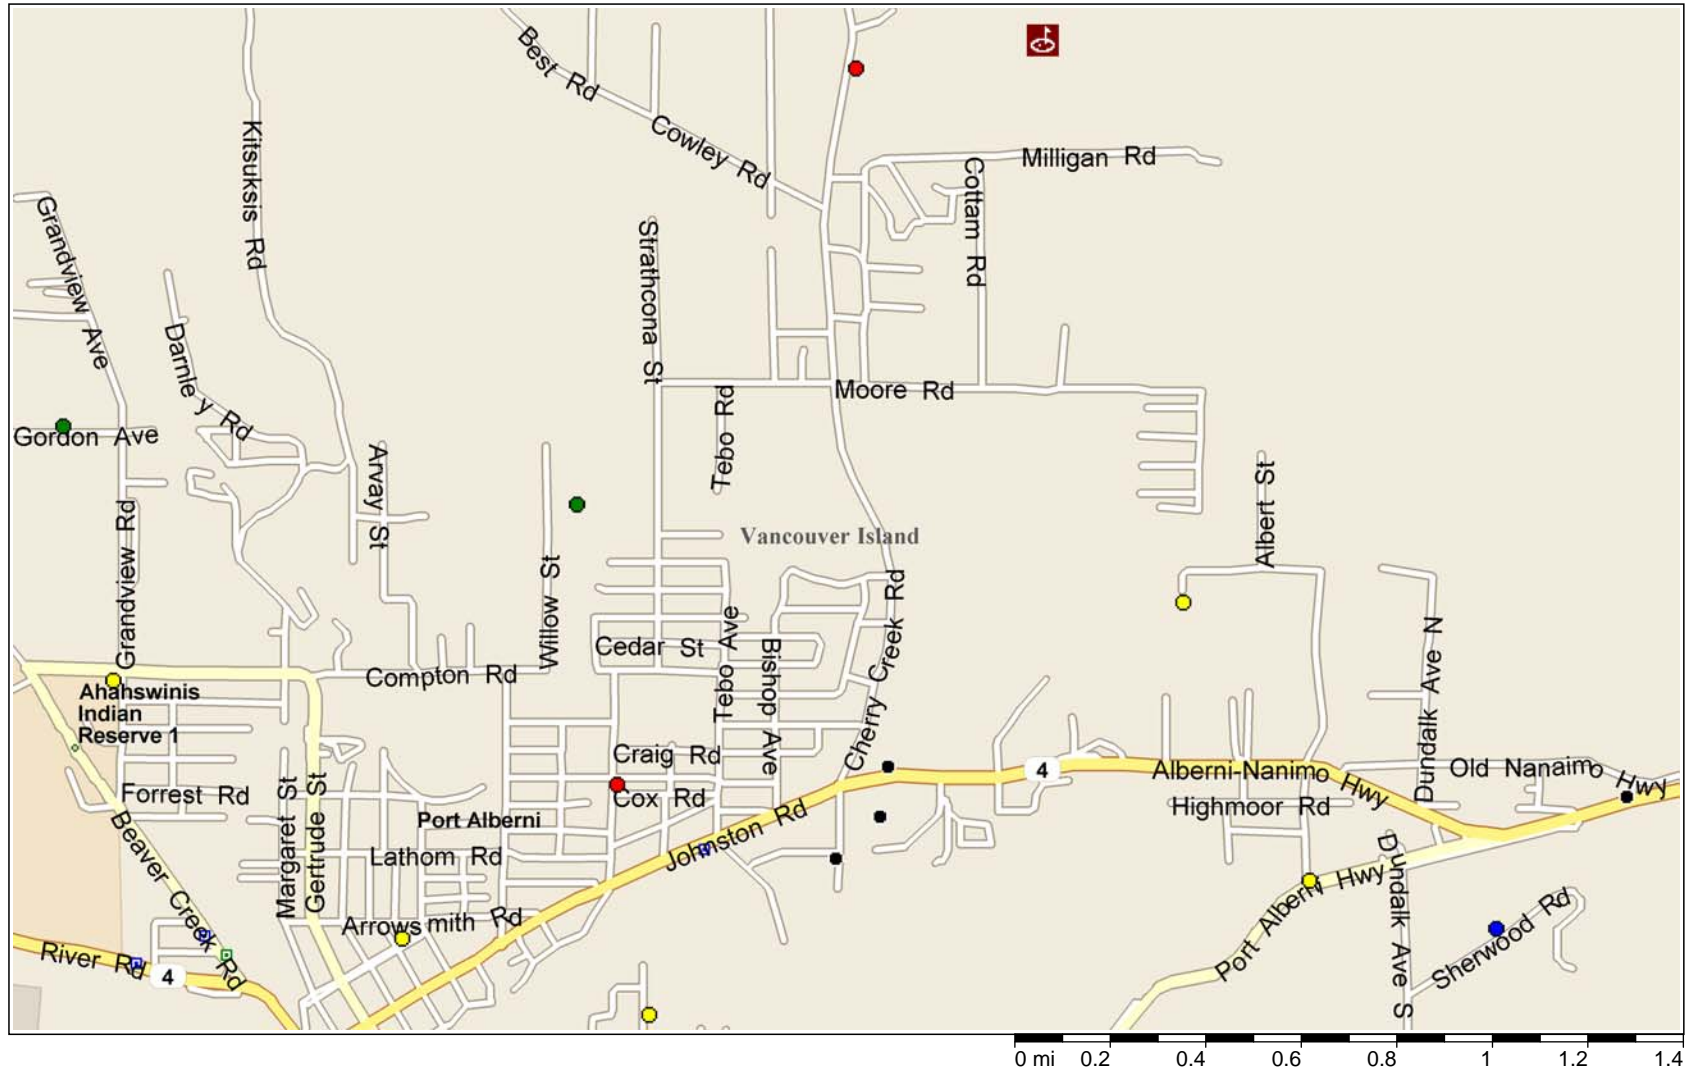 Best Rd
Kitsuksis Rd
Cowley Rd
Milligan Rd
Cottam Rd
Grandview Ave
Strathcona St
Darnle y Rd
Moore Rd
Tebo Rd
Gordon Ave
Arvay St
Albert St
Grandview Rd
Vancouver Island
Willow St
Cherry Creek Rd
Cedar St
Tebo Ave
Bishop Ave
Dundalk Ave N
Compton Rd
Ahahswinis
Indian
Reserve 1
Craig Rd
4
Alberni-Nanimo Hwy
Old Nanaimo Hwy
Forrest Rd
Cox Rd
Highmoor Rd
Margaret St
Gertrude St
Port Alberni
Johnston Rd
Beaver Creek Rd
Lathom Rd
Port Alberni Hwy
Dundalk Ave S
Arrows mith Rd
Sherwood Rd
River Rd
4
0 mi 0.2 0.4 0.6 0.8 1 1.2 1.4